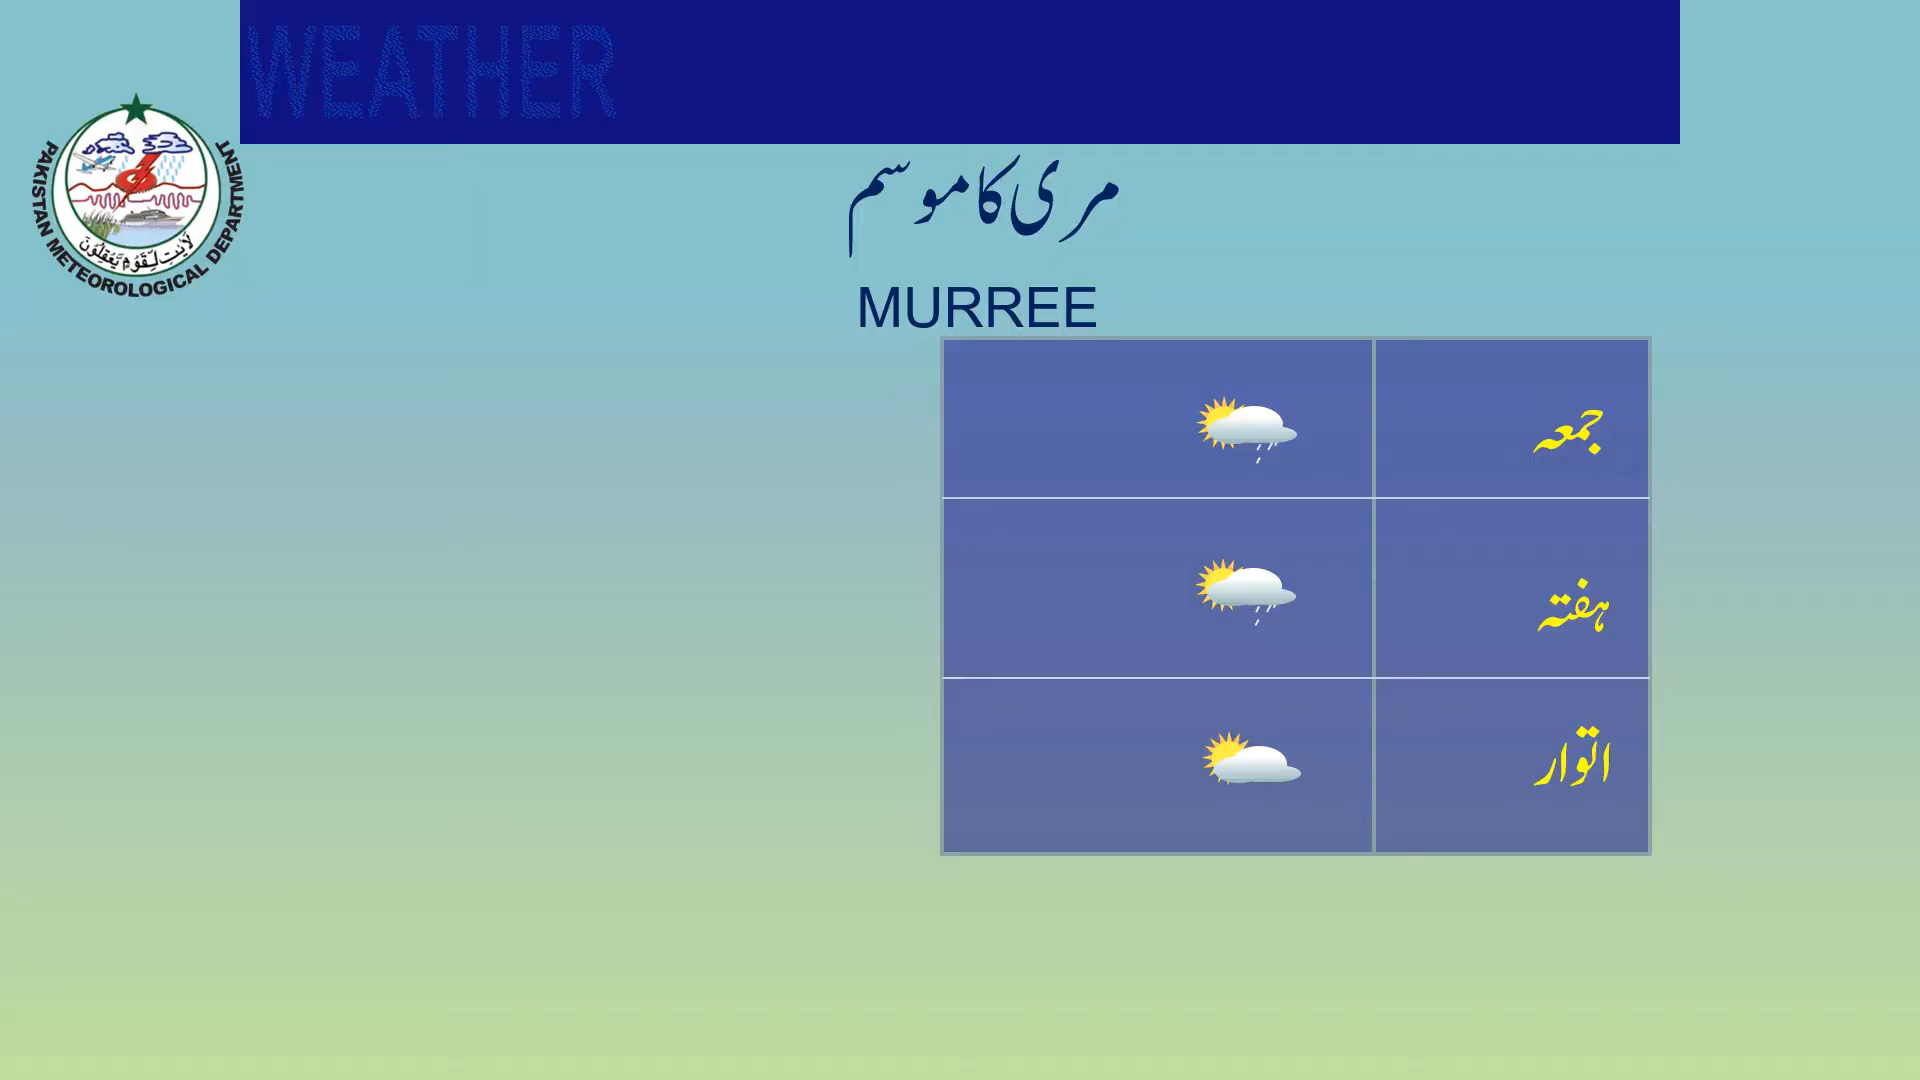 WEATHER
PAKISTAN METEOROLOGICAL DEPARTMENT
لَاٰيٰتٍ لِّقَوْمٍ يَّعْقِلُوْنَ
مری کا موسم
MURREE
جمعہ
ہفتہ
اتوار